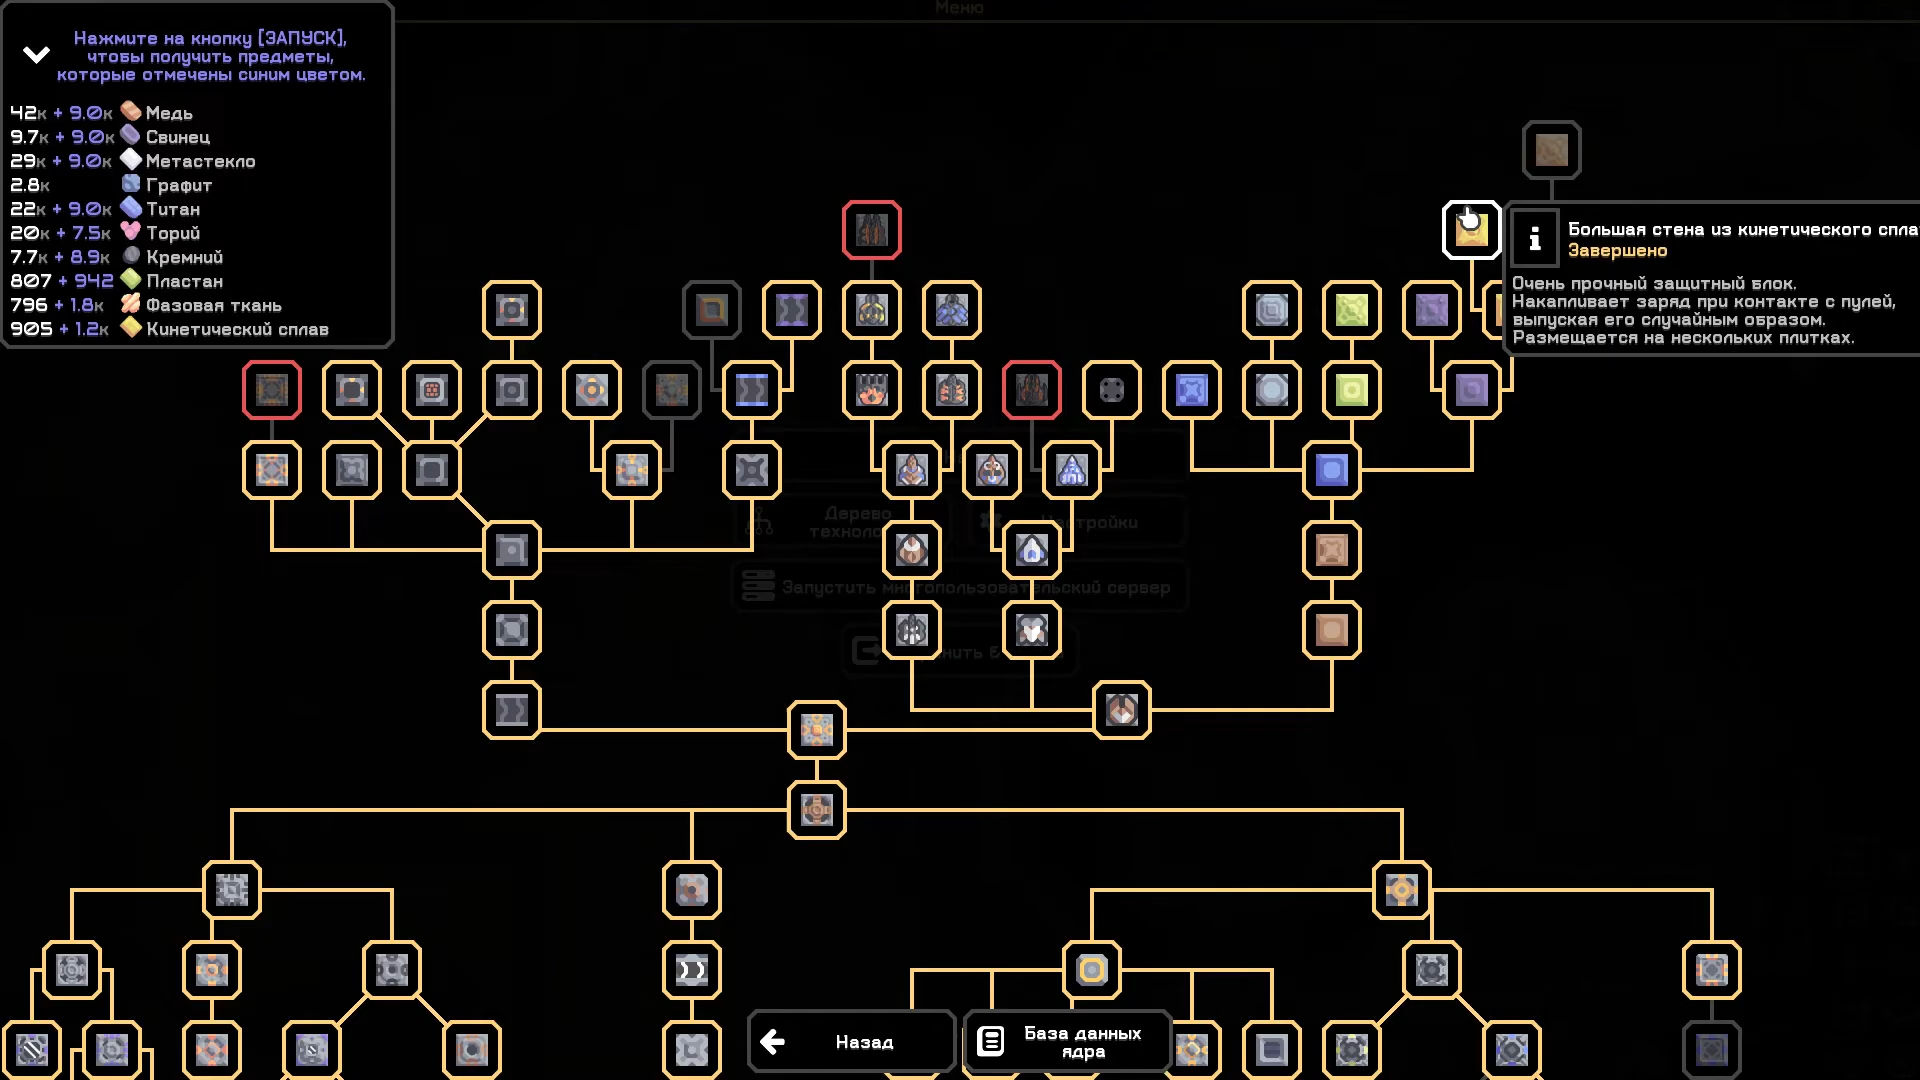 Меню
Нажмите на кнопку [ЗАПУСК],
чтобы получить предметы,
которые отмечены синим цветом.
42к + 9.0к Медь
9.7к + 9.0к Свинец
29к + 9.0к Метастекло
2.8к Графит
22к + 9.0к Титан
20к + 7.5к Торий
7.7к + 8.9к Кремний
807 + 942 Пластан
796 + 1.8к Фазовая ткань
905 + 1.2к Кинетический сплав
Большая стена из кинетического спла
Завершено
Очень прочный защитный блок.
Накапливает заряд при контакте с пулей,
выпуская его случайным образом.
Размещается на нескольких плитках.
Дерево
Запустить многопользовательский сервер
Назад
База данных
ядра